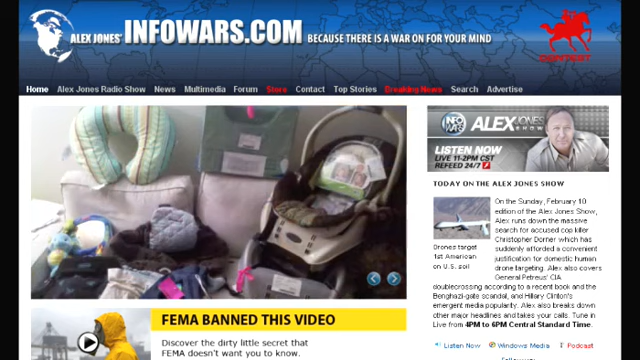 ALEX JONES' INFOWARS.COM BECAUSE THERE IS A WAR ON FOR YOUR MIND
CONTEST
Home Alex Jones Radio Show News Multimedia Forum Store Contact Top Stories Breaking News Search Advertise
INFO WARS ALEX JONES SHOW
LISTEN NOW
LIVE 11-2PM CST
REFEED 24/7
TODAY ON THE ALEX JONES SHOW
Drones target
1st American
on U.S. soil
On the Sunday, February 10
edition of the Alex Jones Show,
Alex runs down the massive
search for accused cop killer
Christopher Dorner which has
suddenly afforded a convenient
justification for domestic human
drone targeting. Alex also covers
General Petreus' CIA
doublecrossing according to a recent book and the
Benghazi-gate scandal, and Hillary Clinton's
emergent media popularity. Alex also breaks down
other major headlines and takes your calls. Tune in
Live from 4PM to 6PM Central Standard Time.
Listen Now Windows Media Podcast
FEMA BANNED THIS VIDEO
Discover the dirty little secret that
FEMA doesn't want you to know.